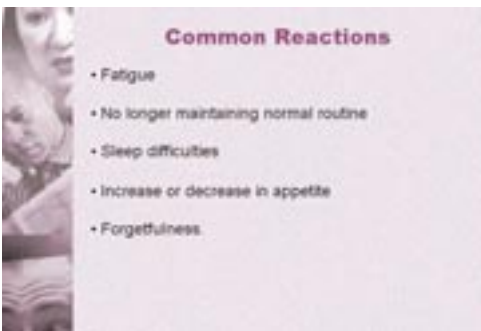 Common Reactions
• Fatigue
• No longer maintaining normal routine
• Sleep difficulties
• Increase or decrease in appetite
• Forgetfulness